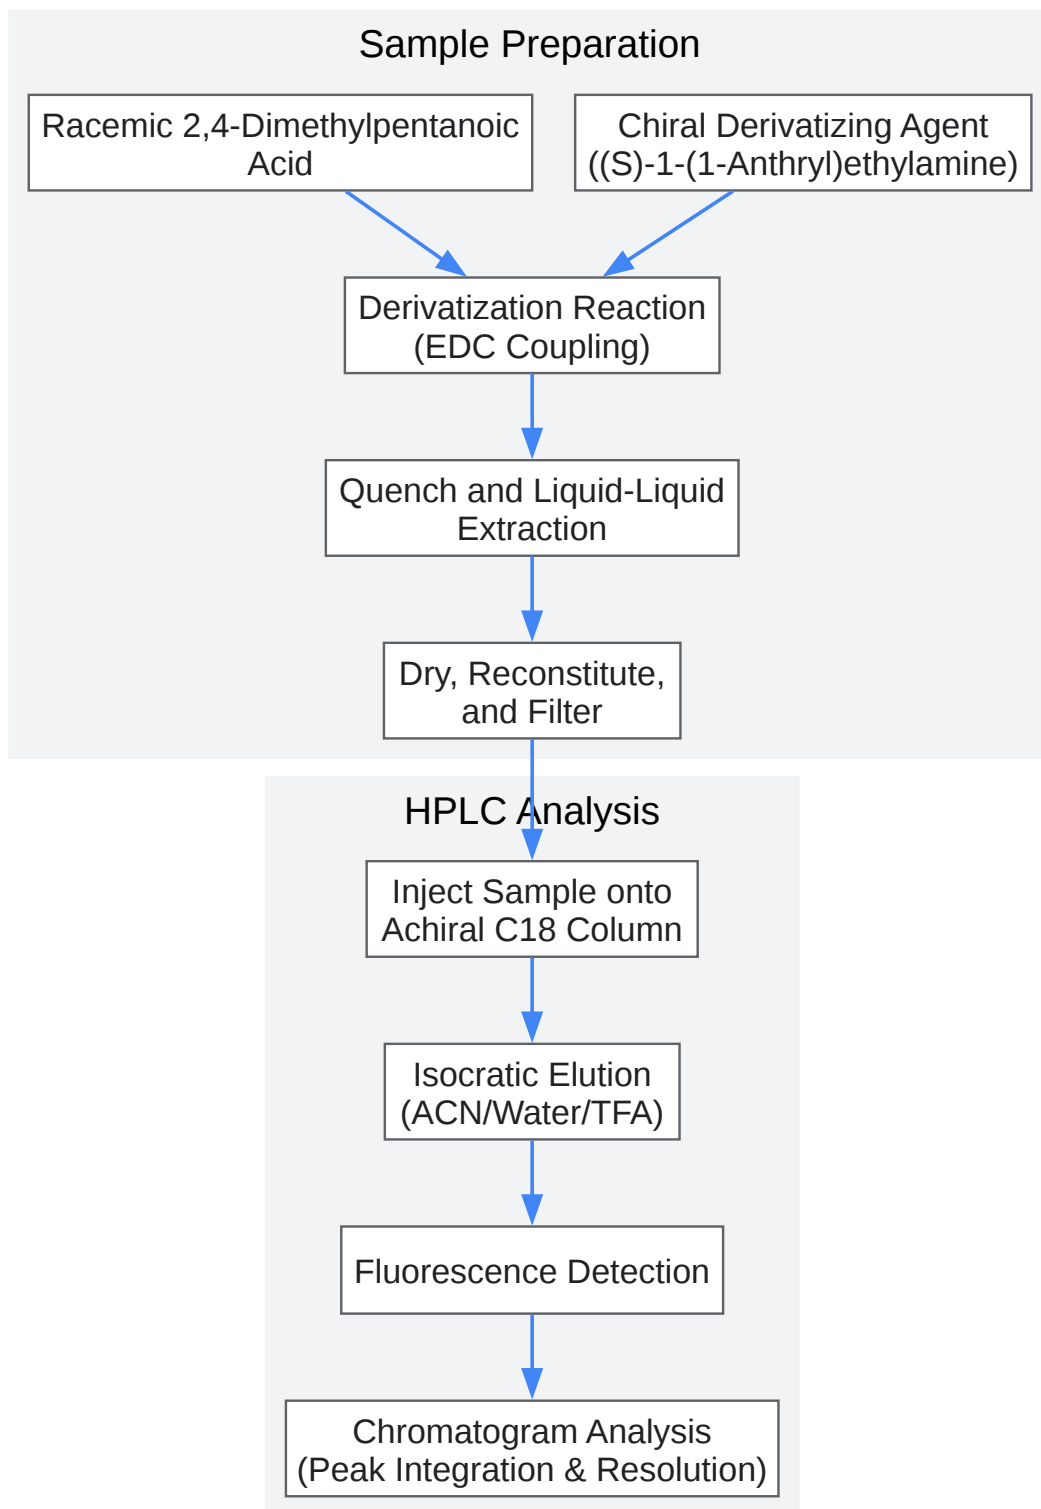 Sample Preparation
Racemic 2,4-Dimethylpentanoic
Acid
Chiral Derivatizing Agent
((S)-1-(1-Anthryl)ethylamine)
Derivatization Reaction
(EDC Coupling)
Quench and Liquid-Liquid
Extraction
Dry, Reconstitute,
and Filter
HPLC Analysis
Inject Sample onto
Achiral C18 Column
Isocratic Elution
(ACN/Water/TFA)
Fluorescence Detection
Chromatogram Analysis
(Peak Integration & Resolution)